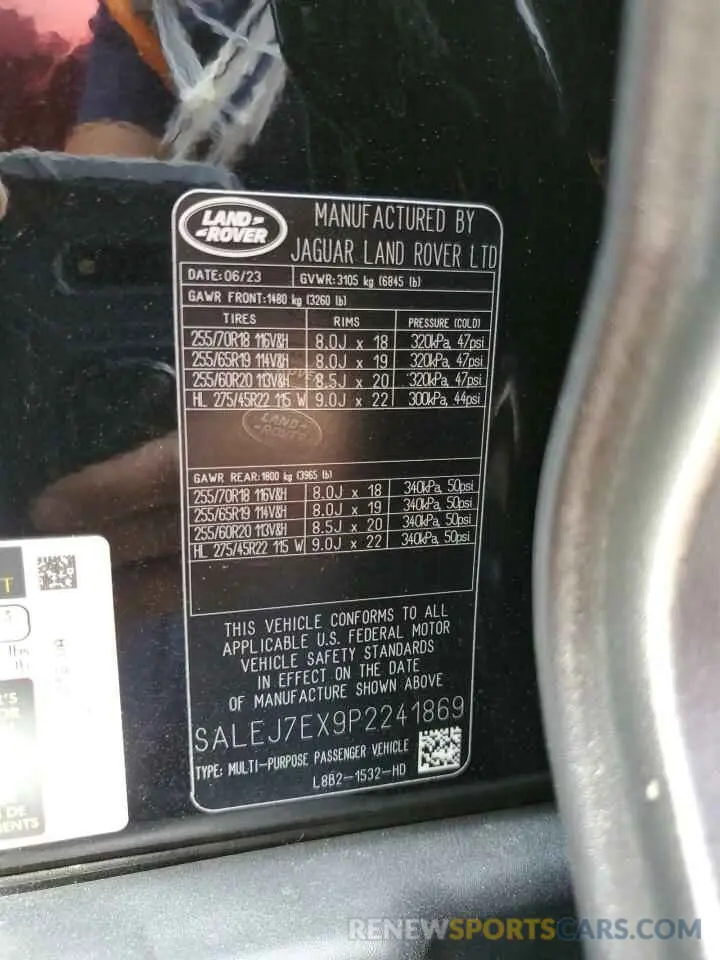 LAND-
-ROVER
MANUFACTURED BY
JAGUAR LAND ROVER LTD
DATE: 06/23 GVWR: 3105 kg (6845 lb)
GAWR FRONT: 1480 kg (3260 lb)
TIRES RIMS PRESSURE (COLD)
255/70R18 116V&H 8.0J x 18 320kPa, 47psi
255/65R19 114V&H 8.0J x 19 320kPa, 47psi
255/60R20 113V&H 8.5J x 20 320kPa, 47psi
HL 275/45R22 115 W 9.0J x 22 300kPa, 44psi
LAND-
-ROVER
GAWR REAR: 1800 kg (3965 lb)
255/70R18 116V&H 8.0J x 18 340kPa, 50psi
255/65R19 114V&H 8.0J x 19 340kPa, 50psi
255/60R20 113V&H 8.5J x 20 340kPa, 50psi
HL 275/45R22 115 W 9.0J x 22 340kPa, 50psi
THIS VEHICLE CONFORMS TO ALL
APPLICABLE U.S. FEDERAL MOTOR
VEHICLE SAFETY STANDARDS
IN EFFECT ON THE DATE
OF MANUFACTURE SHOWN ABOVE
SALEJ7EX9P2241869
TYPE: MULTI-PURPOSE PASSENGER VEHICLE
L8B2-1532-HD
RENEWSPORTSCARS.COM